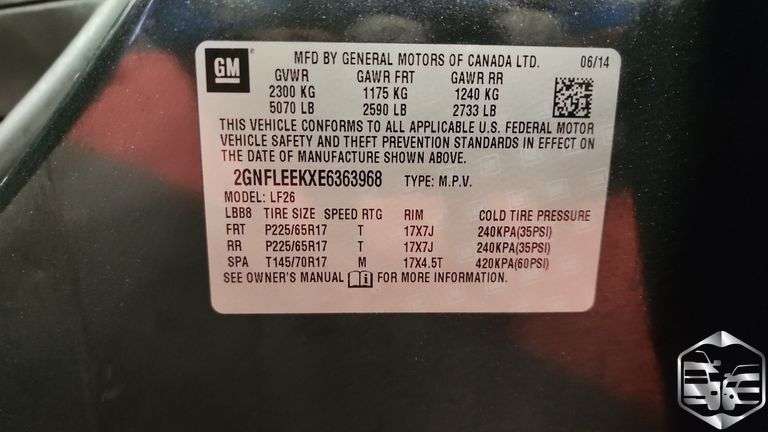 GM
MFD BY GENERAL MOTORS OF CANADA LTD. 06/14
GVWR GAWR FRT GAWR RR
2300 KG 1175 KG 1240 KG
5070 LB 2590 LB 2733 LB
THIS VEHICLE CONFORMS TO ALL APPLICABLE U.S. FEDERAL MOTOR
VEHICLE SAFETY AND THEFT PREVENTION STANDARDS IN EFFECT ON
THE DATE OF MANUFACTURE SHOWN ABOVE.
2GNFLEEKXE6363968 TYPE: M.P.V.
MODEL: LF26
LBB8 TIRE SIZE SPEED RTG RIM COLD TIRE PRESSURE
FRT P225/65R17 T 17X7J 240KPA(35PSI)
RR P225/65R17 T 17X7J 240KPA(35PSI)
SPA T145/70R17 M 17X4.5T 420KPA(60PSI)
SEE OWNER'S MANUAL FOR MORE INFORMATION.